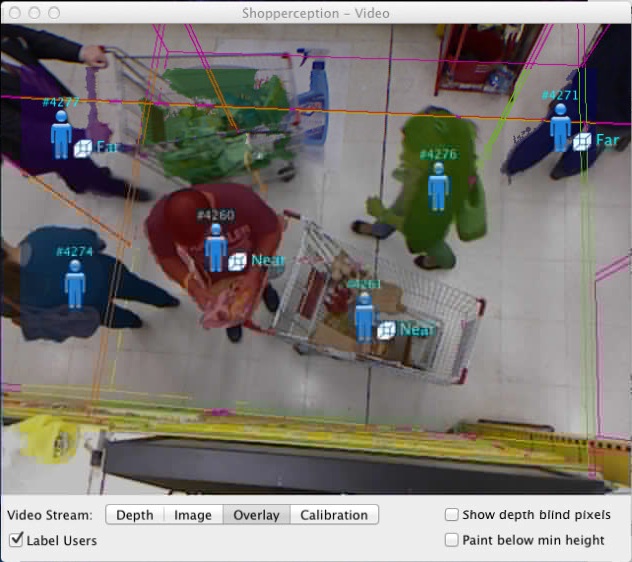 Shopperception – Video
#4277
Far
#4271
Far
#4276
#4260
Near
#4274
#4261
Near
Video Stream:
Depth
Image
Overlay
Calibration
Show depth blind pixels
Label Users
Paint below min height